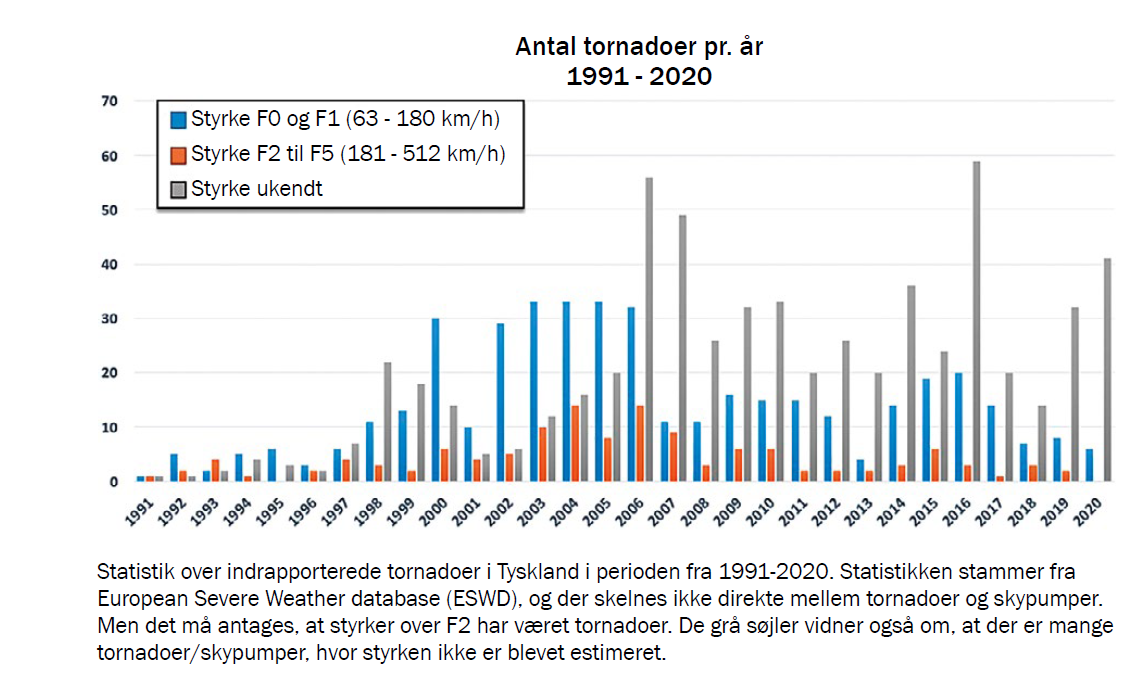 Antal tornadoer pr. år
1991 - 2020
70
60
50
40
30
20
10
0
Styrke F0 og F1 (63 - 180 km/h)
Styrke F2 til F5 (181 - 512 km/h)
Styrke ukendt
1991 1992 1993 1994 1995 1996 1997 1998 1999 2000 2001 2002 2003 2004 2005 2006 2007 2008 2009 2010 2011 2012 2013 2014 2015 2016 2017 2018 2019 2020
Statistik over indrapporterede tornadoer i Tyskland i perioden fra 1991-2020. Statistikken stammer fra
European Severe Weather database (ESWD), og der skelnes ikke direkte mellem tornadoer og skypumper.
Men det må antages, at styrker over F2 har været tornadoer. De grå søjler vidner også om, at der er mange
tornadoer/skypumper, hvor styrken ikke er blevet estimeret.